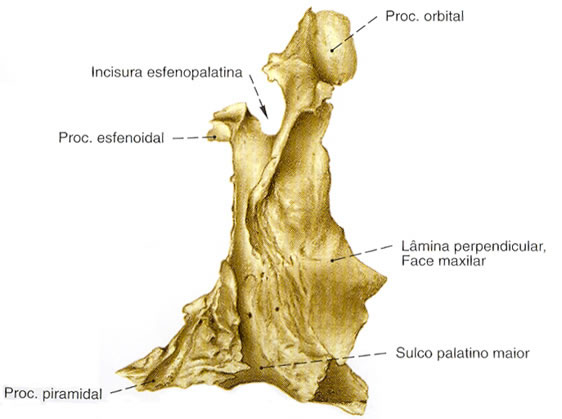 Proc. orbital
Incisura esfenopalatina
Proc. esfenoidal
Lâmina perpendicular,
Face maxilar
Sulco palatino maior
Proc. piramidal